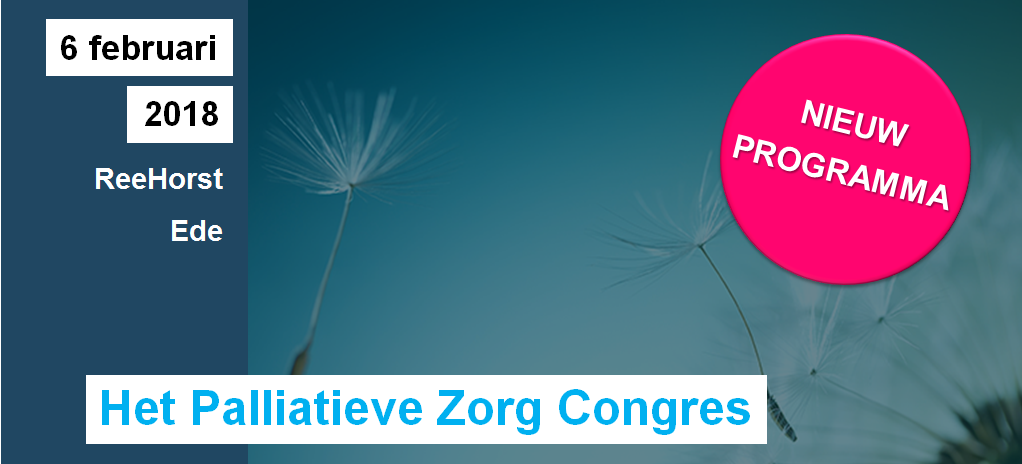 6 februari
2018
ReeHorst
Ede
NIEUW
PROGRAMMA
Het Palliatieve Zorg Congres